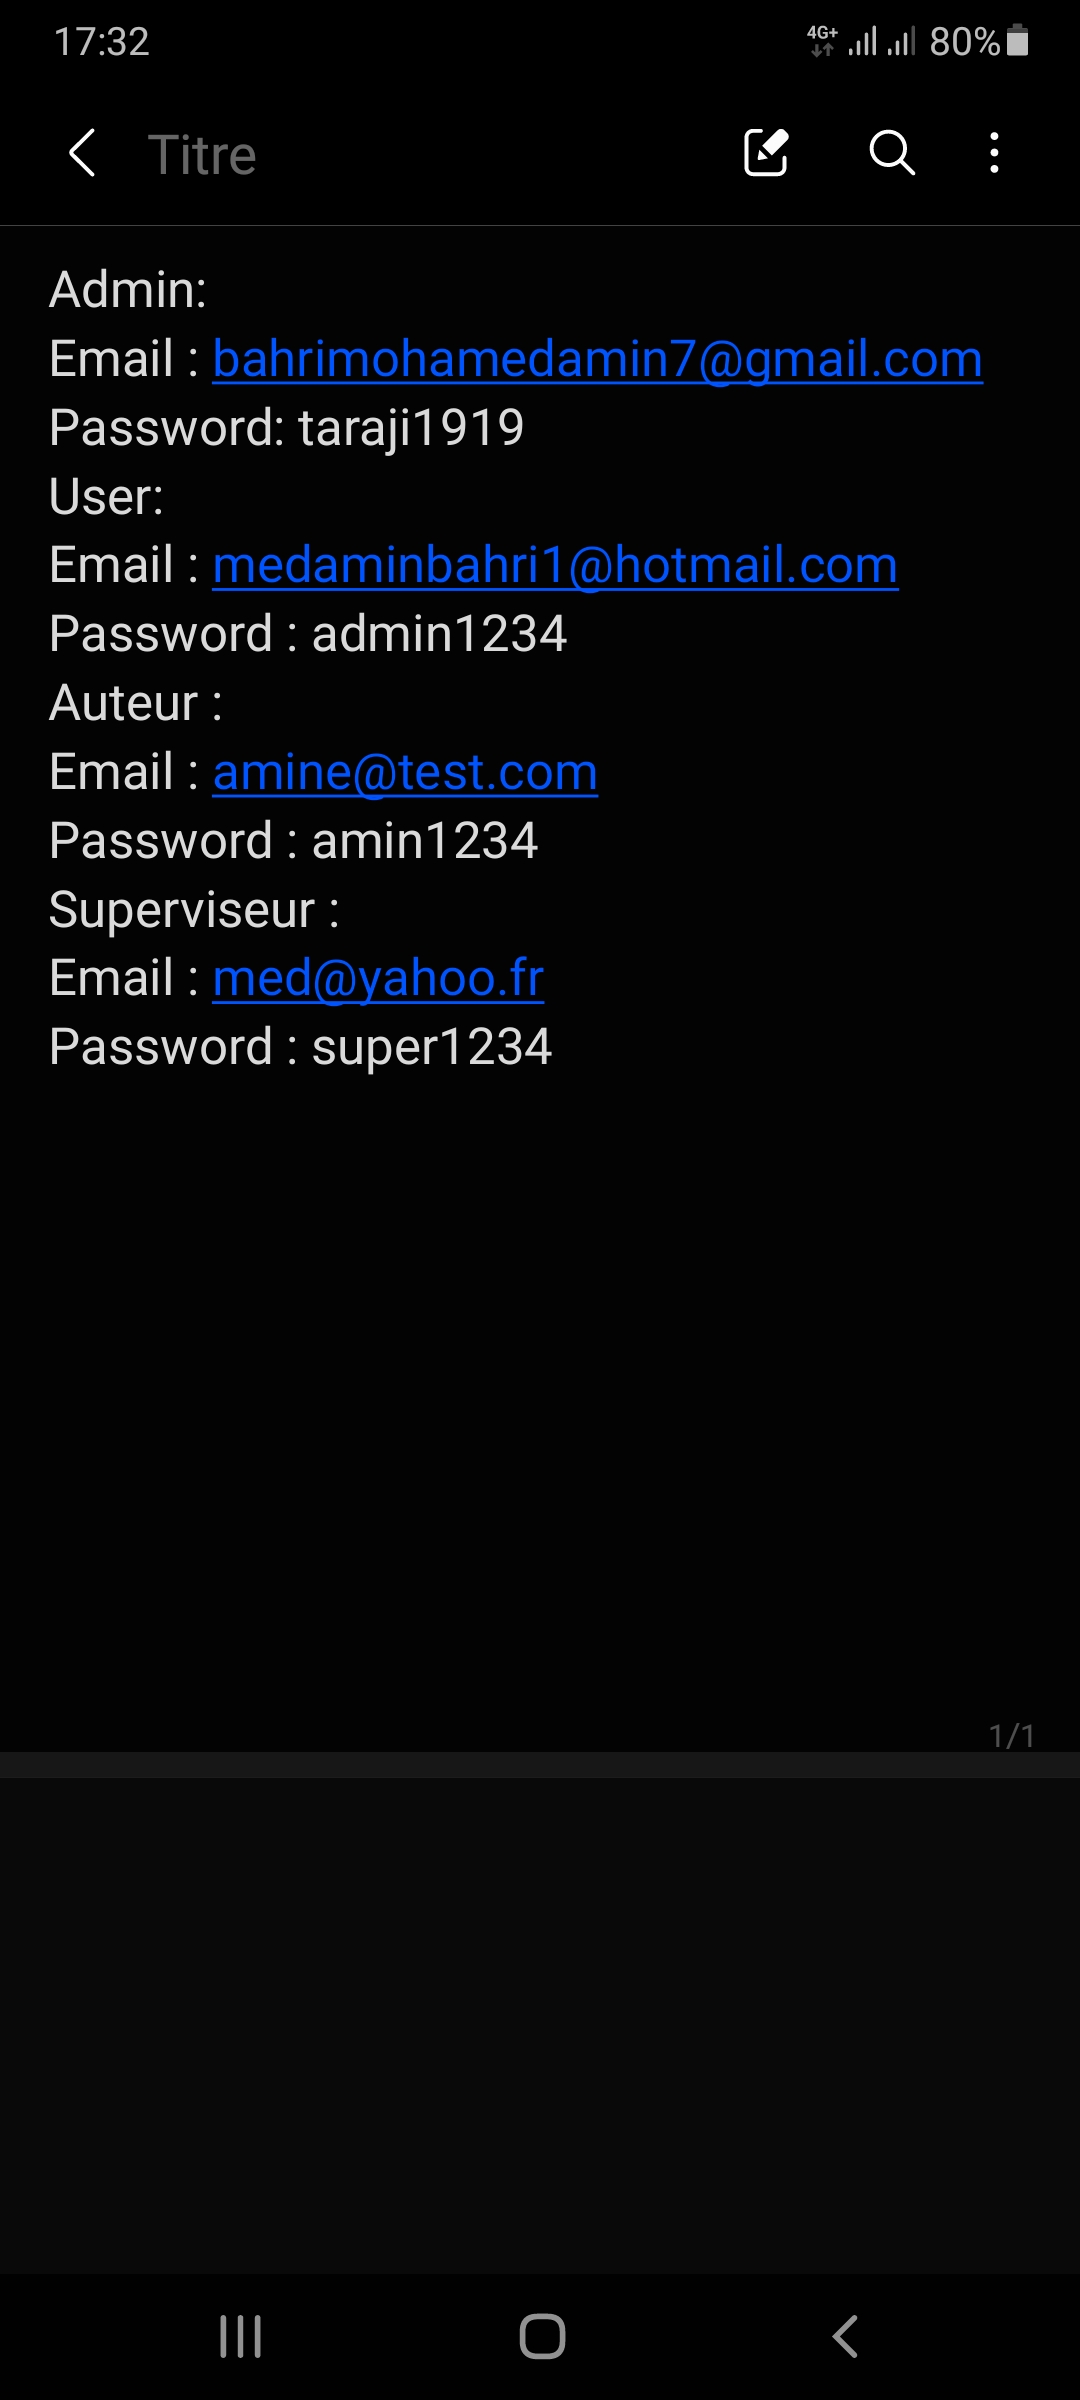 17:32
4G+ 80%
Titre
Admin:
Email : bahrimohamedamin7@gmail.com
Password: taraji1919
User:
Email : medaminbahri1@hotmail.com
Password : admin1234
Auteur :
Email : amine@test.com
Password : amin1234
Superviseur :
Email : med@yahoo.fr
Password : super1234
1/1